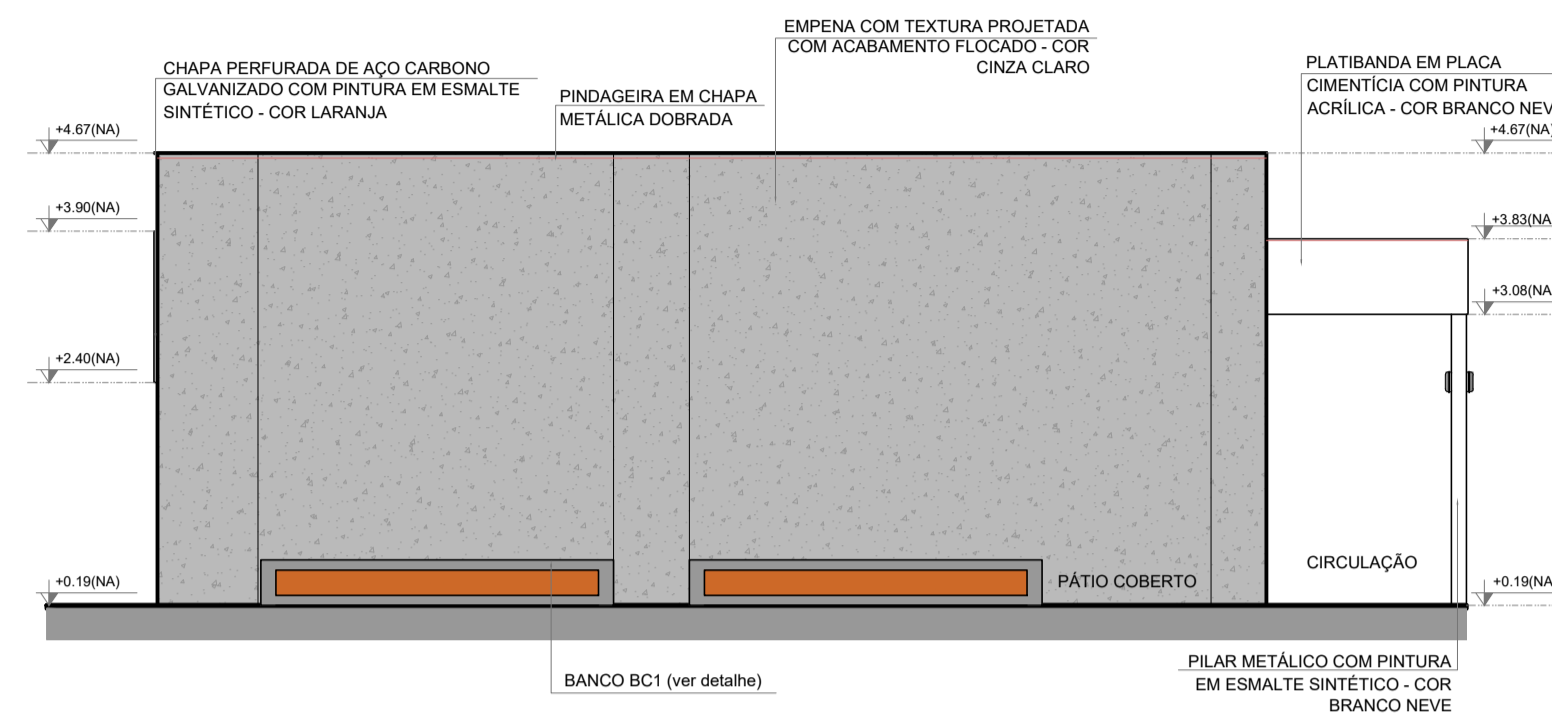 EMPENA COM TEXTURA PROJETADA
COM ACABAMENTO FLOCADO - COR
CINZA CLARO
CHAPA PERFURADA DE AÇO CARBONO
GALVANIZADO COM PINTURA EM ESMALTE
SINTÉTICO - COR LARANJA
PINDAGEIRA EM CHAPA
METÁLICA DOBRADA
PLATIBANDA EM PLACA
CIMENTÍCIA COM PINTURA
ACRÍLICA - COR BRANCO NEV
+4.67(NA)
+4.67(NA)
+3.90(NA)
+3.83(NA
+3.08(NA
+2.40(NA)
CIRCULAÇÃO
+0.19(NA)
PÁTIO COBERTO
+0.19(NA
BANCO BC1 (ver detalhe)
PILAR METÁLICO COM PINTURA
EM ESMALTE SINTÉTICO - COR
BRANCO NEVE